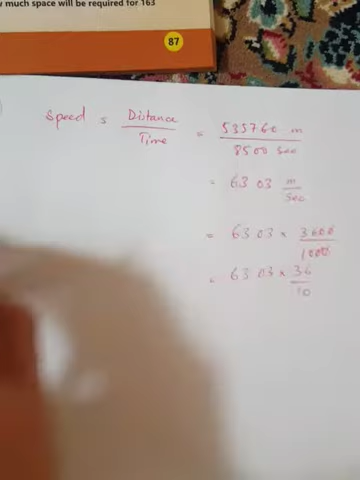 much space will be required for 163
87
Speed = Distance / Time = 535760 m / 8500 sec
= 63 03 m / sec
= 63 03 × 3600 / 1000
= 63 03 × 36 / 10